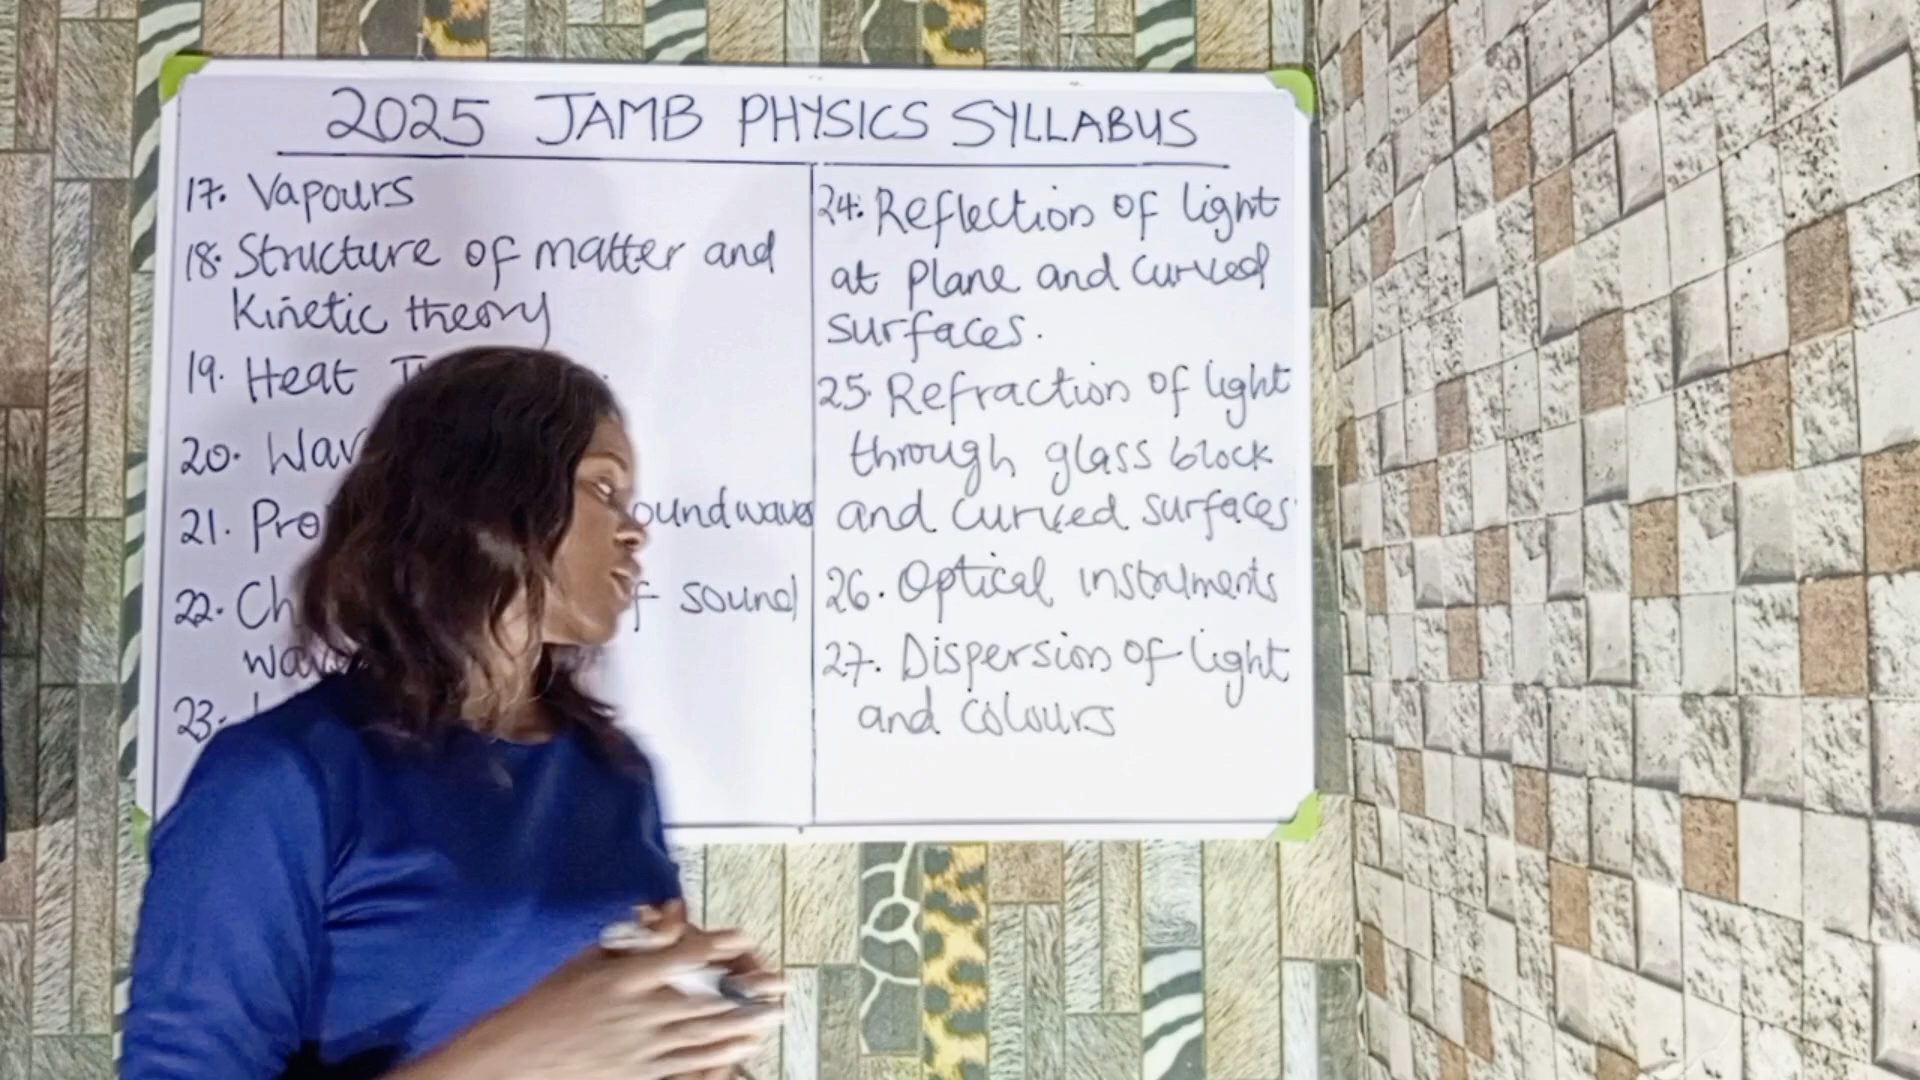 2025 JAMB PHYSICS SYLLABUS
17. Vapours
18. Structure of matter and
Kinetic theory
19. Heat
20.
21.
22. sound
23.
24. Reflection of light
at plane and curved
surfaces.
25. Refraction of light
through glass block
and curved surfaces
26. Optical instruments
27. Dispersion of light
and colours